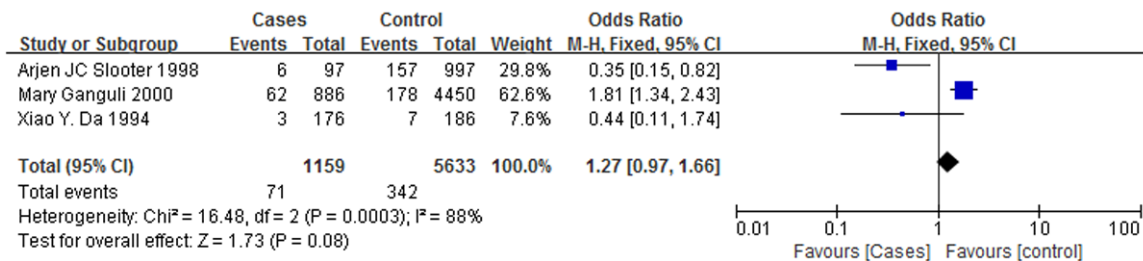 Cases Control Odds Ratio Odds Ratio
Study or Subgroup Events Total Events Total Weight M-H, Fixed, 95% CI M-H, Fixed, 95% CI
Arjen JC Slooter 1998 6 97 157 997 29.8% 0.35 [0.15, 0.82]
Mary Ganguli 2000 62 886 178 4450 62.6% 1.81 [1.34, 2.43]
Xiao Y. Da 1994 3 176 7 186 7.6% 0.44 [0.11, 1.74]
Total (95% CI) 1159 5633 100.0% 1.27 [0.97, 1.66]
Total events 71 342
Heterogeneity: Chi² = 16.48, df = 2 (P = 0.0003); I² = 88%
Test for overall effect: Z = 1.73 (P = 0.08)
0.01 0.1 1 10 100
Favours [Cases] Favours [control]